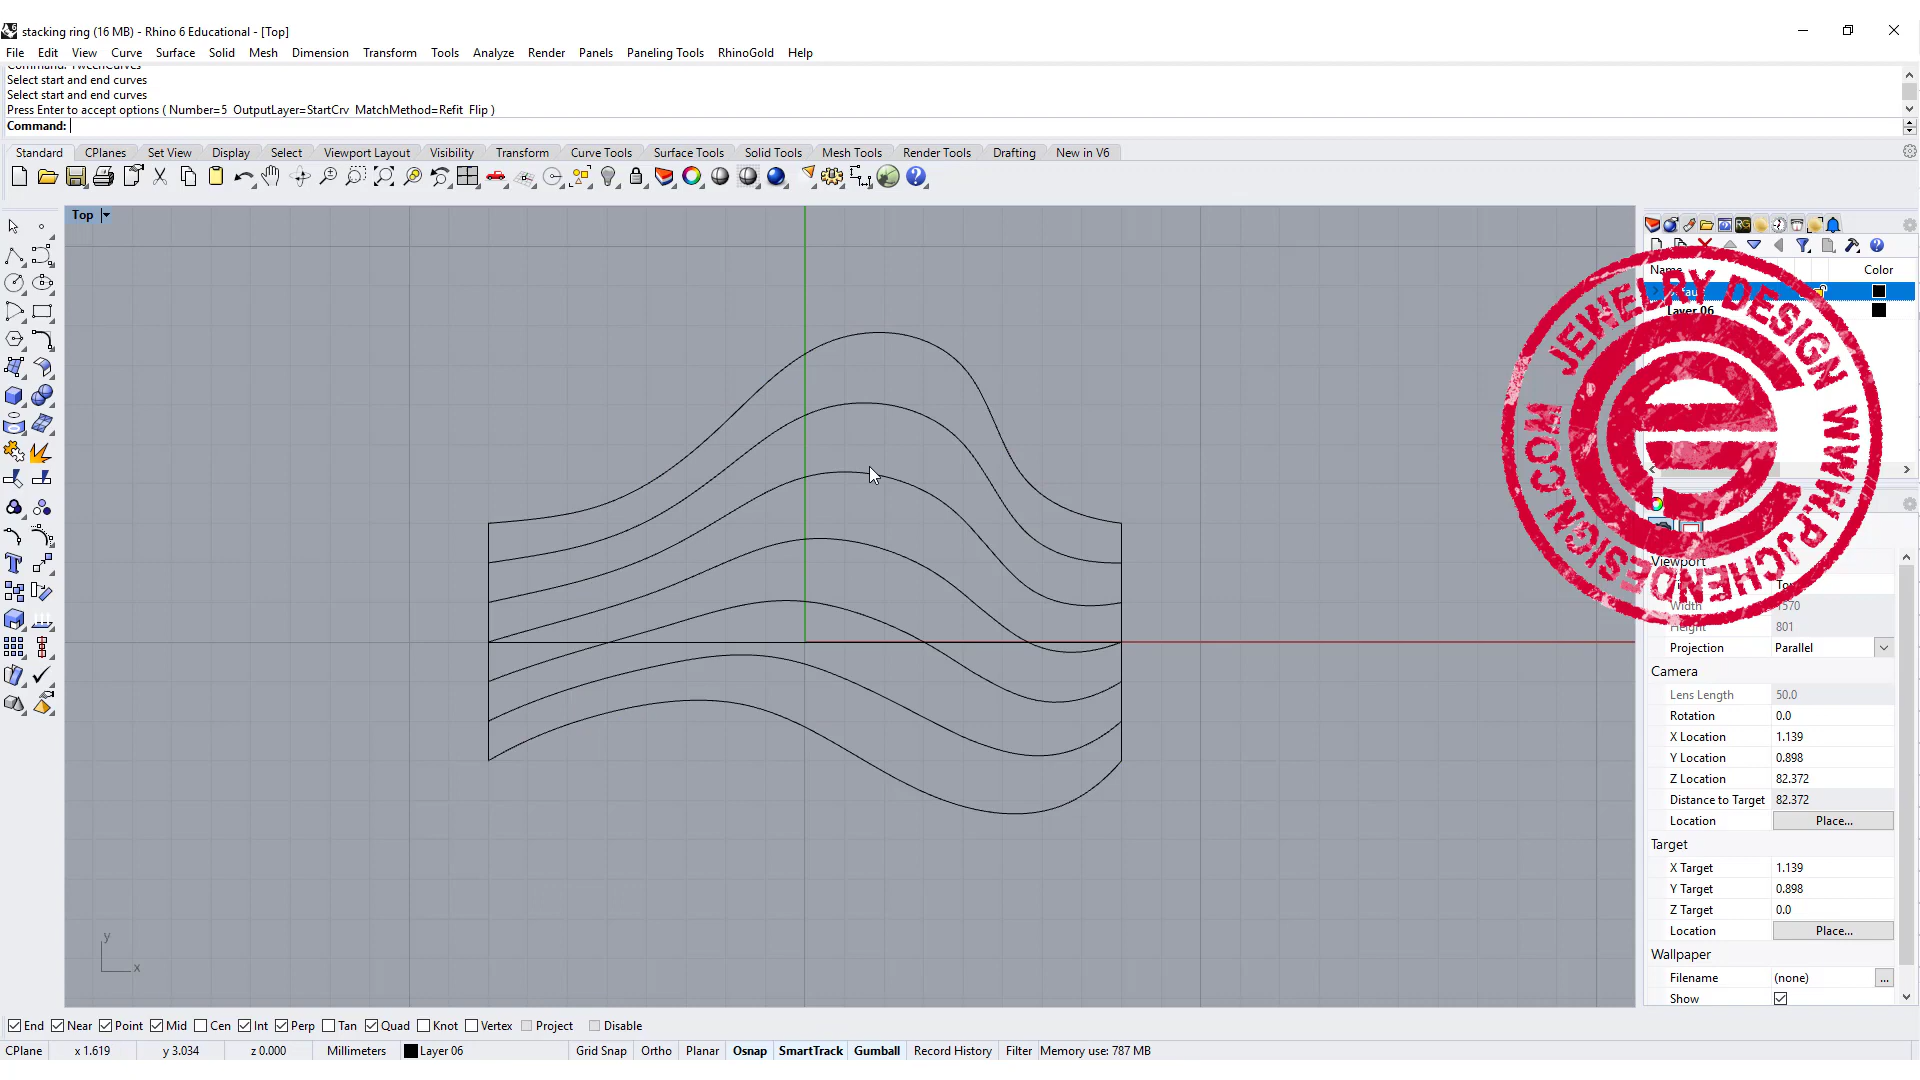 stacking ring (16 MB) - Rhino 6 Educational - [Top]
File Edit View Curve Surface Solid Mesh Dimension Transform Tools Analyze Render Panels Paneling Tools RhinoGold Help
Select start and end curves
Select start and end curves
Press Enter to accept options ( Number=5 OutputLayer=StartCrv MatchMethod=Refit Flip )
Command:
Standard CPlanes Set View Display Select Viewport Layout Visibility Transform Curve Tools Surface Tools Solid Tools Mesh Tools Render Tools Drafting New in V6
Top
RG
Name Color
Layer 06
JEWELRY DESIGN WWW.PJCHENDESIGN.COM
Viewport
Width 1570
Height 801
Projection Parallel
Camera
Lens Length 50.0
Rotation 0.0
X Location 1.139
Y Location 0.898
Z Location 82.372
Distance to Target 82.372
Location Place...
Target
X Target 1.139
Y Target 0.898
Z Target 0.0
Location Place...
Wallpaper
Filename (none) ...
Show
y
x
End Near Point Mid Cen Int Perp Tan Quad Knot Vertex Project Disable
CPlane x 1.619 y 3.034 z 0.000 Millimeters Layer 06 Grid Snap Ortho Planar Osnap SmartTrack Gumball Record History Filter Memory use: 787 MB